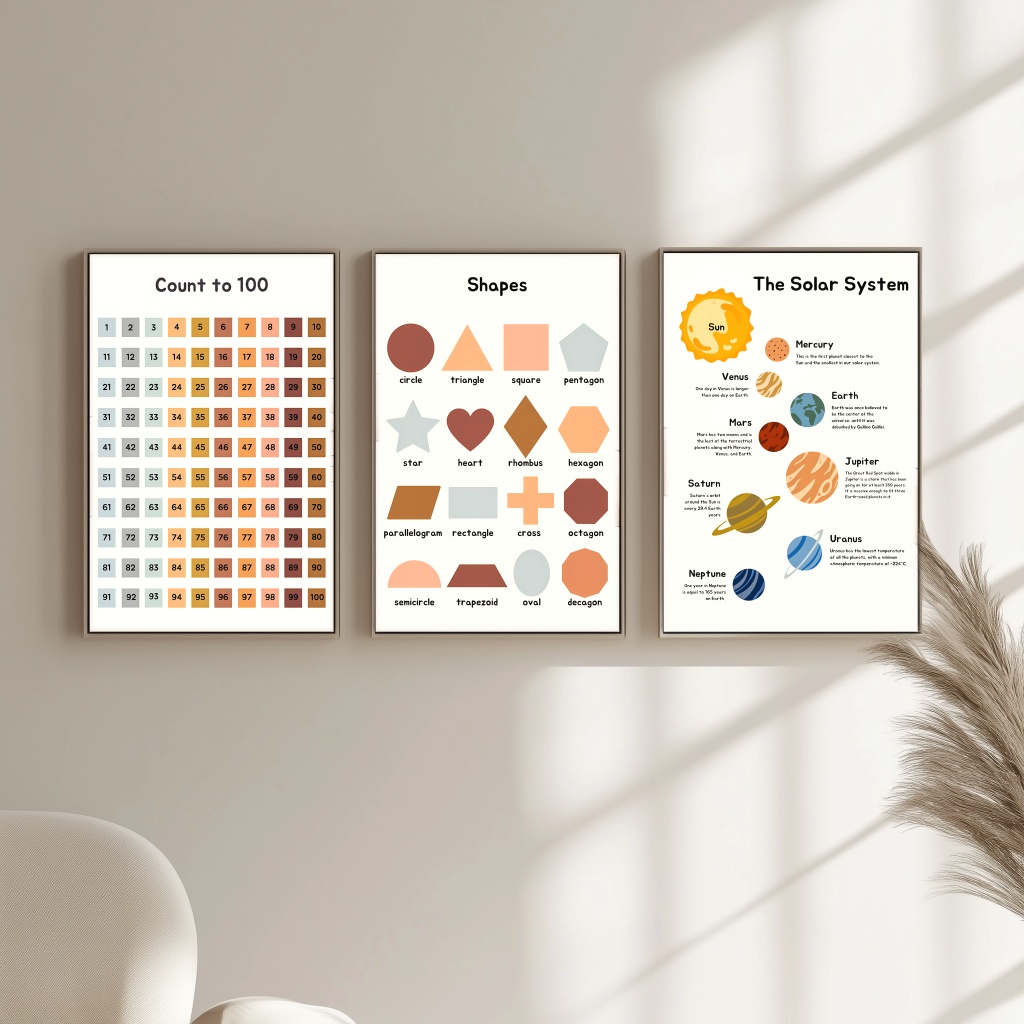 Count to 100
1 2 3 4 5 6 7 8 9 10
11 12 13 14 15 16 17 18 19 20
21 22 23 24 25 26 27 28 29 30
31 32 33 34 35 36 37 38 39 40
41 42 43 44 45 46 47 48 49 50
51 52 53 54 55 56 57 58 59 60
61 62 63 64 65 66 67 68 69 70
71 72 73 74 75 76 77 78 79 80
81 82 83 84 85 86 87 88 89 90
91 92 93 94 95 96 97 98 99 100
Shapes
circle triangle square pentagon
star heart rhombus hexagon
parallelogram rectangle cross octagon
semicircle trapezoid oval decagon
The Solar System
Sun
Mercury
This is the first planet closest to the
Sun and the smallest in our solar system.
Venus
One day in Venus is longer
than one day on Earth.
Earth
Earth was once believed to
be the center of the
universe, until it was
debunked by Galileo Galilei.
Mars
Mars has two moons and is
the last of the terrestrial
planets along with Mercury,
Venus, and Earth.
Jupiter
The Great Red Spot visible in
Jupiter is a storm that has been
going on for at least 350 years
It is massive enough to fit three
Earth-sized planets in it
Saturn
Saturn's orbit
around the Sun is
every 29.4 Earth
years
Uranus
Uranus has the lowest temperature
of all the planets, with a minimum
atmospheric temperature of -224°C.
Neptune
One year in Neptune
is equal to 165 years
on Earth.